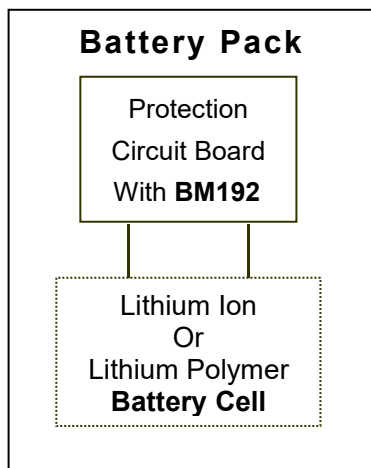 Battery Pack
Protection
Circuit Board
With BM192
Lithium Ion
Or
Lithium Polymer
Battery Cell